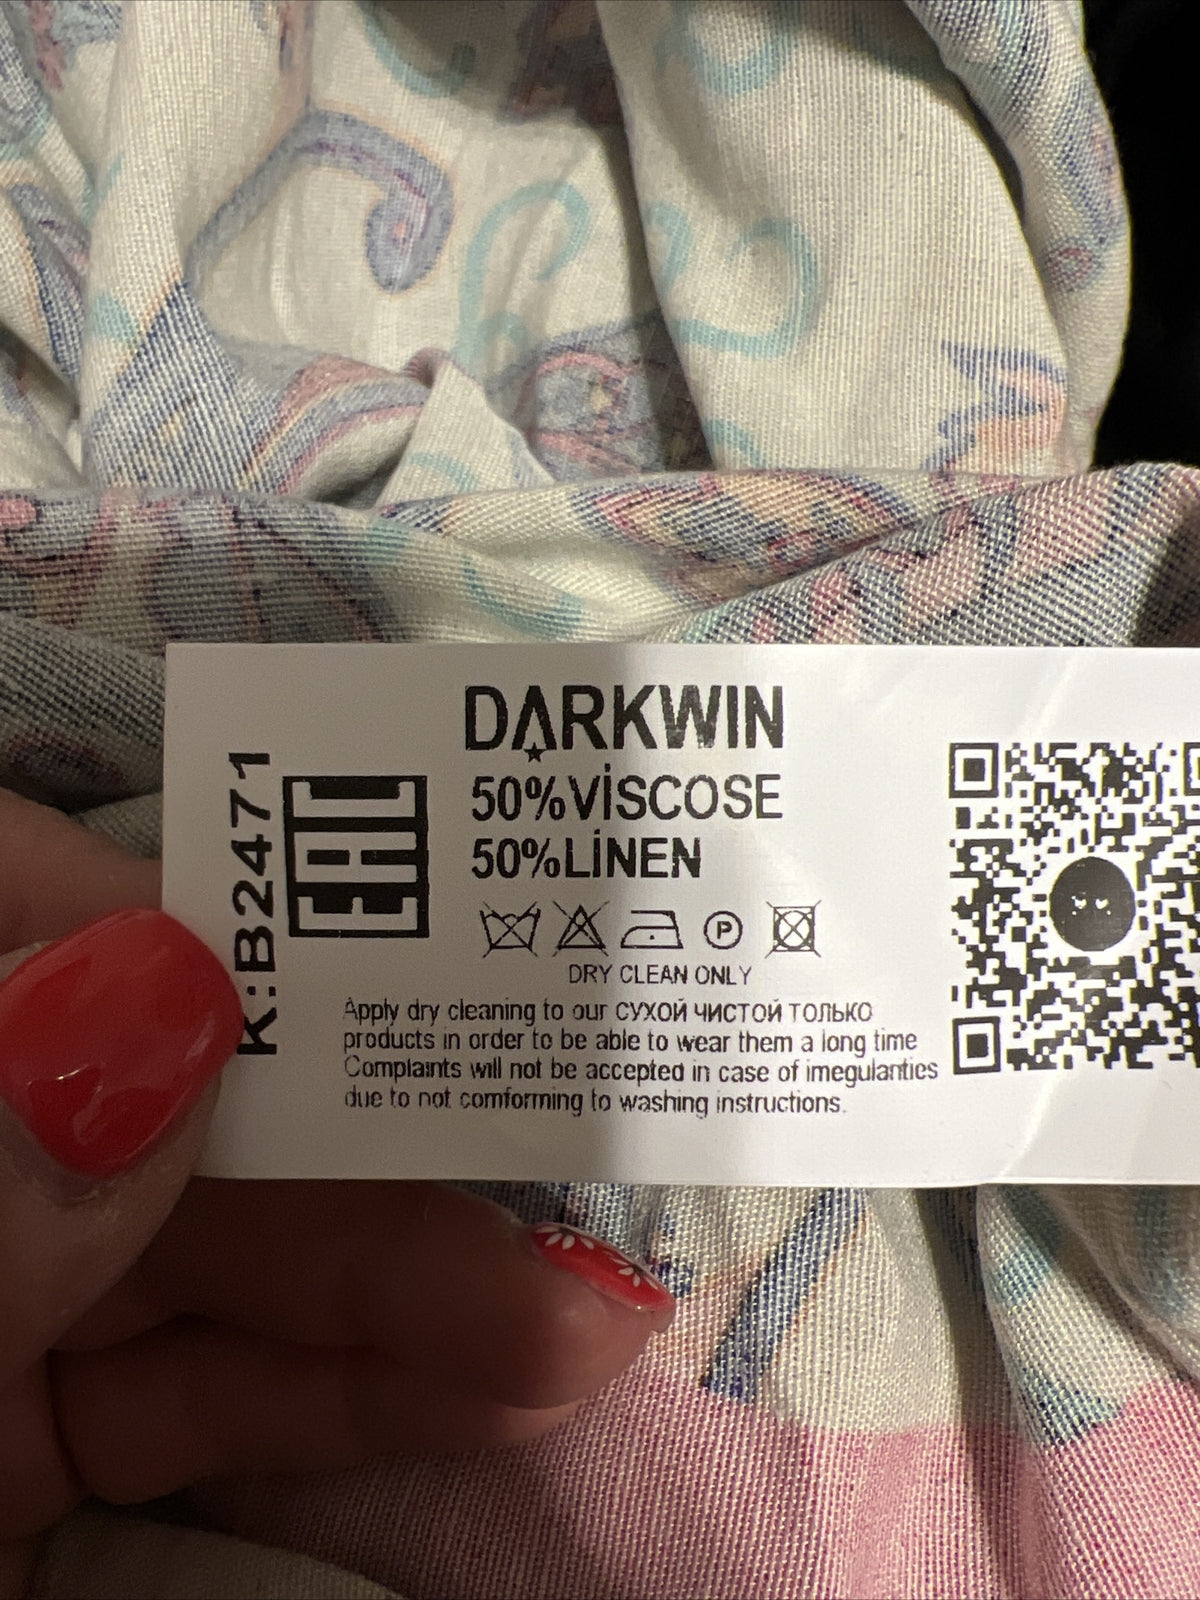 DARKWIN
50%VİSCOSE
50%LİNEN
K:B2471
EAC
P
DRY CLEAN ONLY
Apply dry cleaning to our СУХОЙ ЧИСТОЙ ТОЛЬКО
products in order to be able to wear them a long time
Complaints will not be accepted in case of imegulanties
due to not comforming to washing instructions.